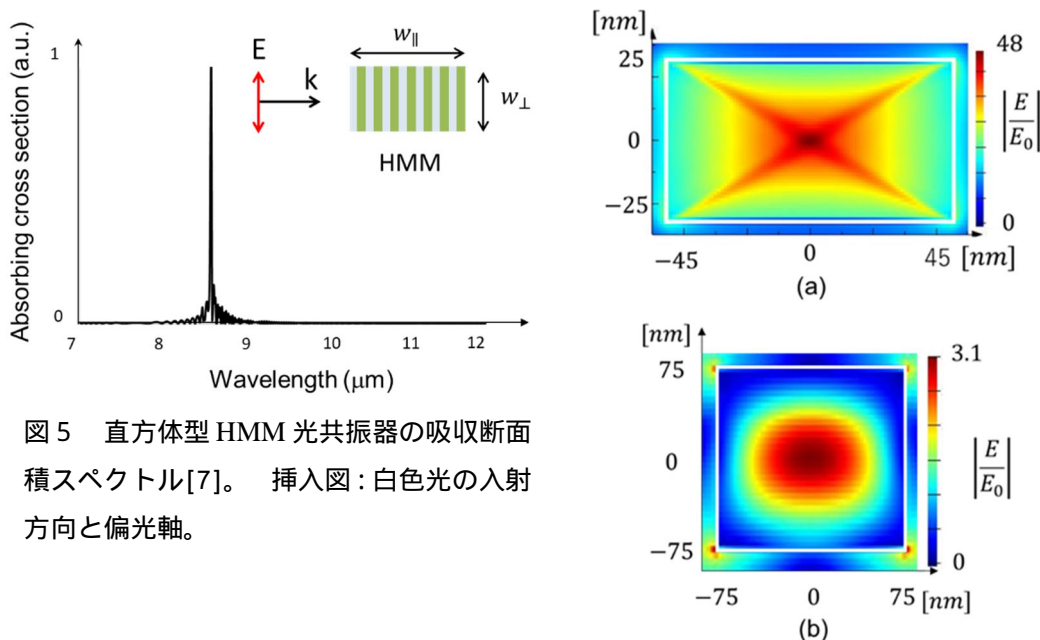 Absorbing cross section (a.u.)
1
0
7 8 9 10 11 12
Wavelength (μm)
E
k
w∥
w⊥
HMM
図 5 直方体型 HMM 光共振器の吸収断面
積スペクトル[7]。 挿入図 : 白色光の入射
方向と偏光軸。
[nm]
25
0
−25
−45 0 45 [nm]
48
|E/E₀|
0
(a)
[nm]
75
0
−75
−75 0 75 [nm]
3.1
|E/E₀|
0
(b)